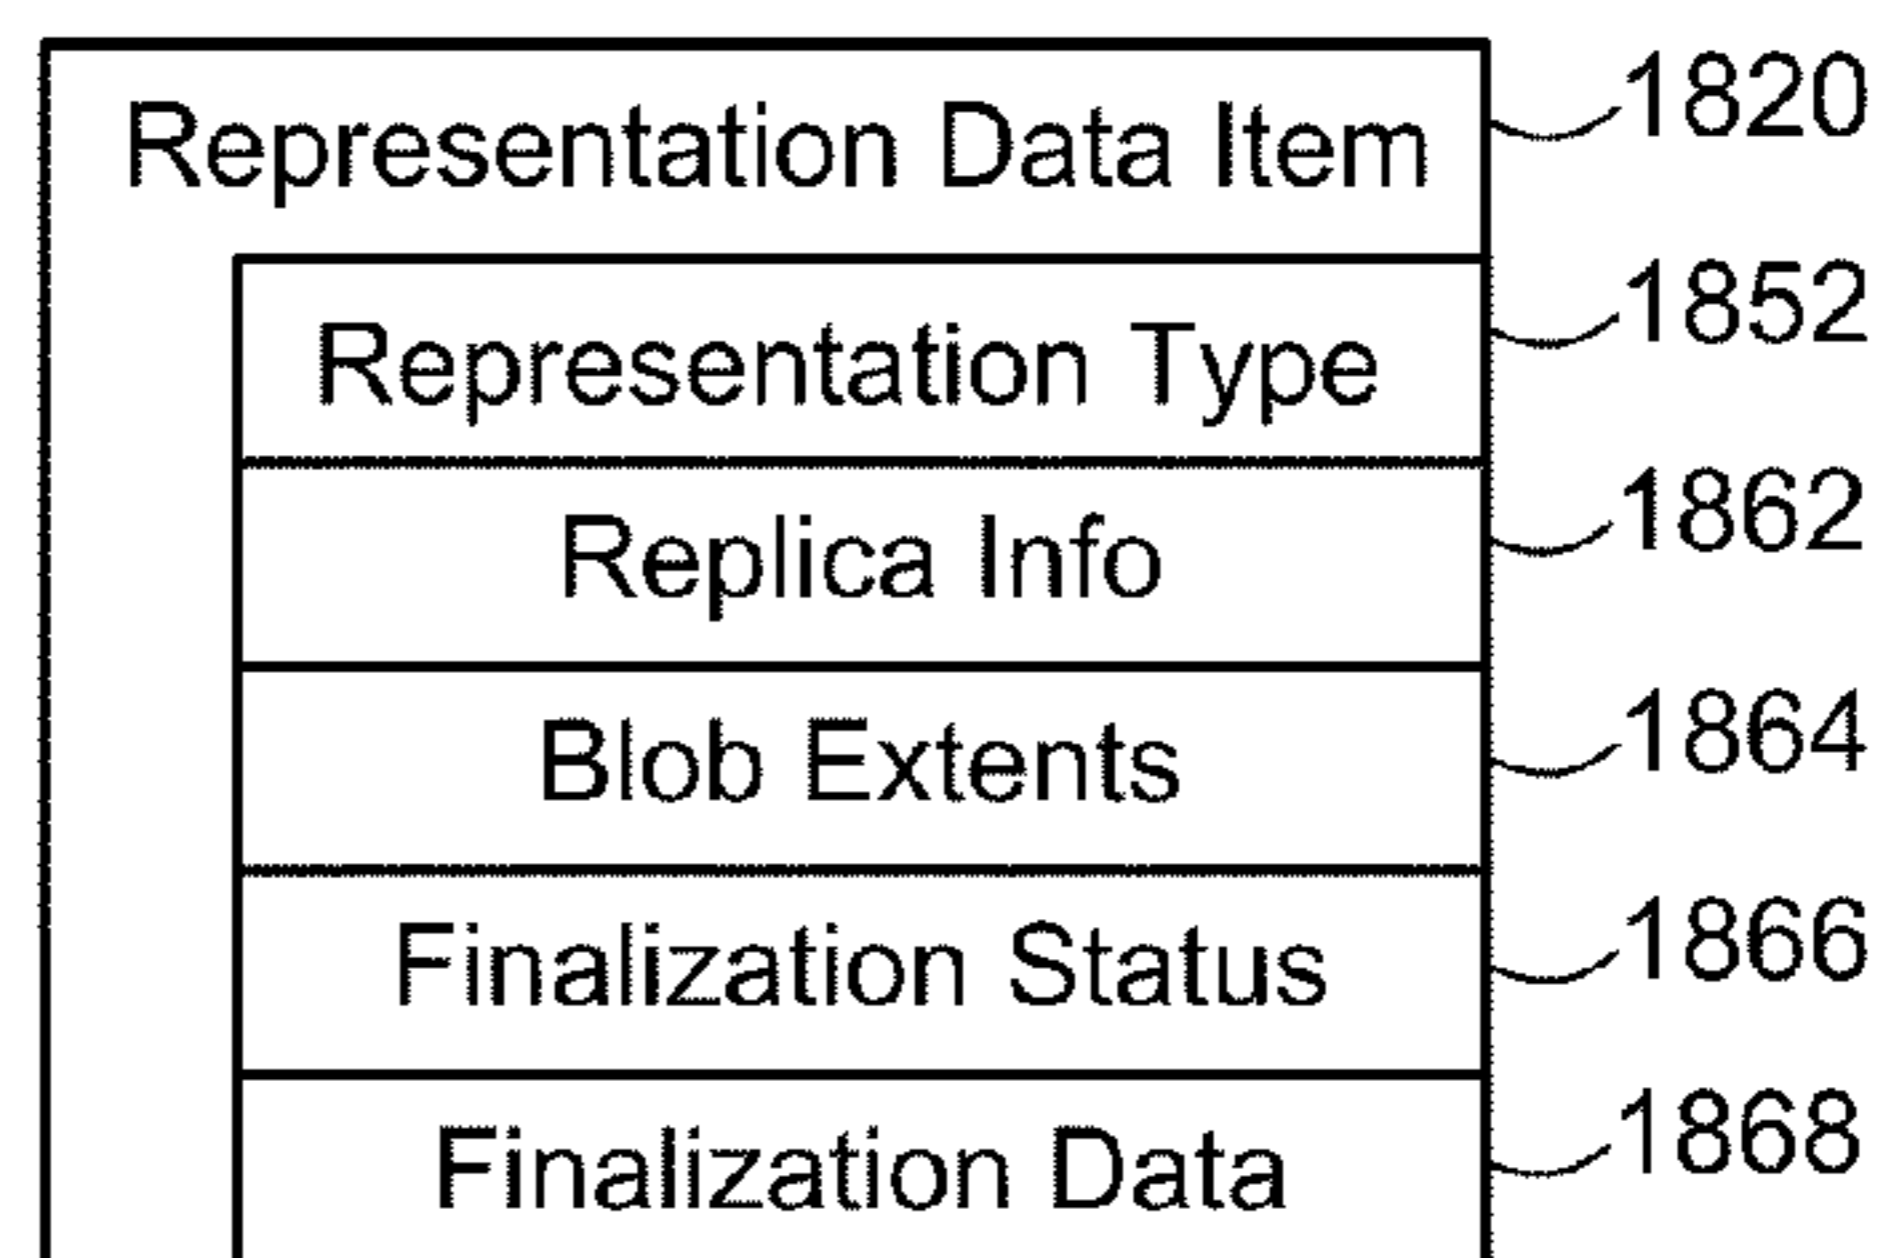 Representation Data Item 1820
Representation Type 1852
Replica Info 1862
Blob Extents 1864
Finalization Status 1866
Finalization Data 1868